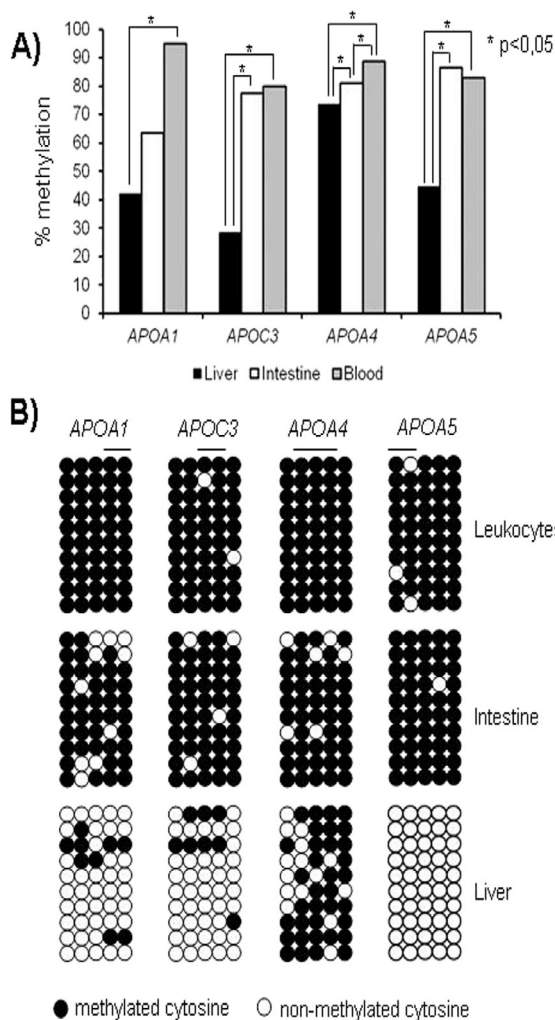 A)
* p<0,05
* * * * * * * * *
% methylation
100
90
80
70
60
50
40
30
20
10
0
APOA1 APOC3 APOA4 APOA5
Liver Intestine Blood
B)
APOA1 APOC3 APOA4 APOA5
Leukocytes
Intestine
Liver
methylated cytosine non-methylated cytosine